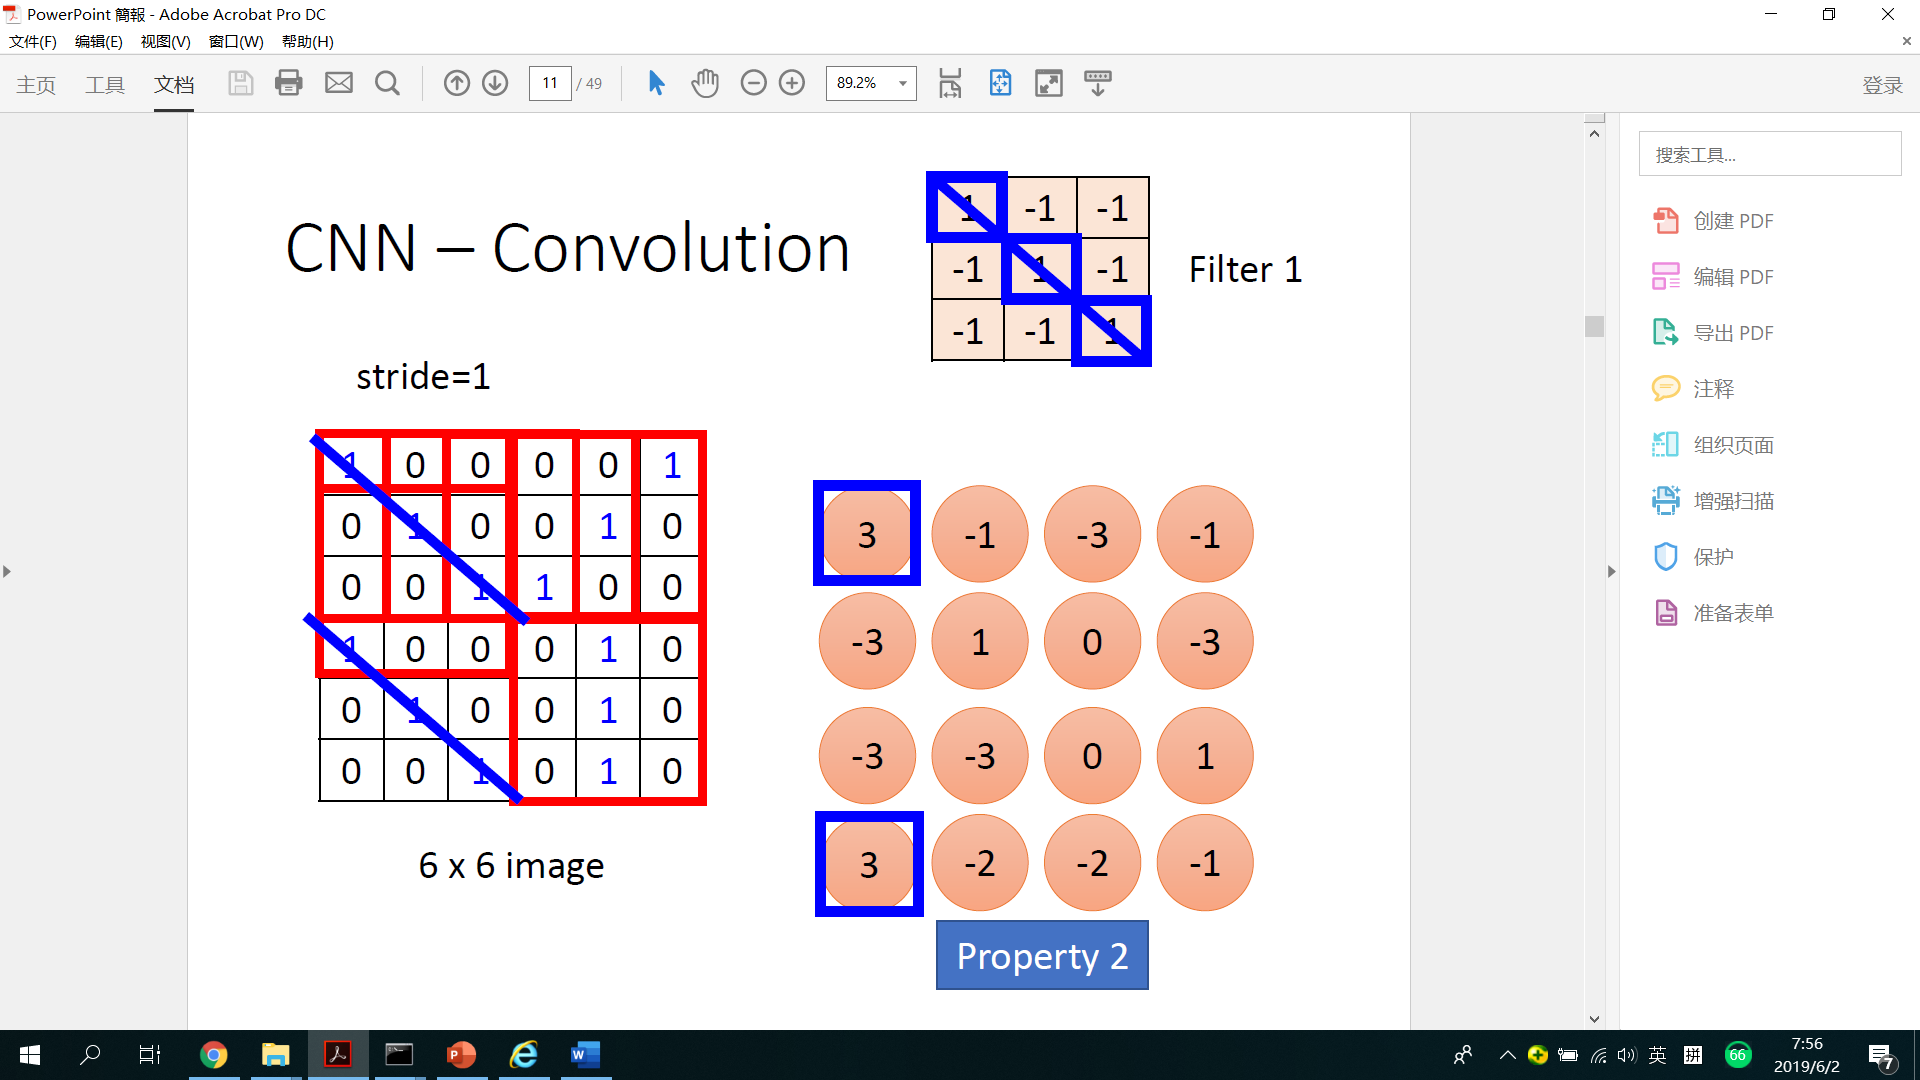 PowerPoint 簡報 - Adobe Acrobat Pro DC
文件(F) 编辑(E) 视图(V) 窗口(W) 帮助(H)
主页 工具 文档 11 / 49 89.2% 登录
搜索工具...
创建 PDF
编辑 PDF
导出 PDF
注释
组织页面
增强扫描
保护
准备表单
CNN – Convolution
1 -1 -1
-1 1 -1
-1 -1 1
Filter 1
stride=1
1 0 0 0 0 1
0 1 0 0 1 0
0 0 1 1 0 0
1 0 0 0 1 0
0 1 0 0 1 0
0 0 1 0 1 0
6 x 6 image
3 -1 -3 -1
-3 1 0 -3
-3 -3 0 1
3 -2 -2 -1
Property 2
英 拼 66 7:56
2019/6/2 7